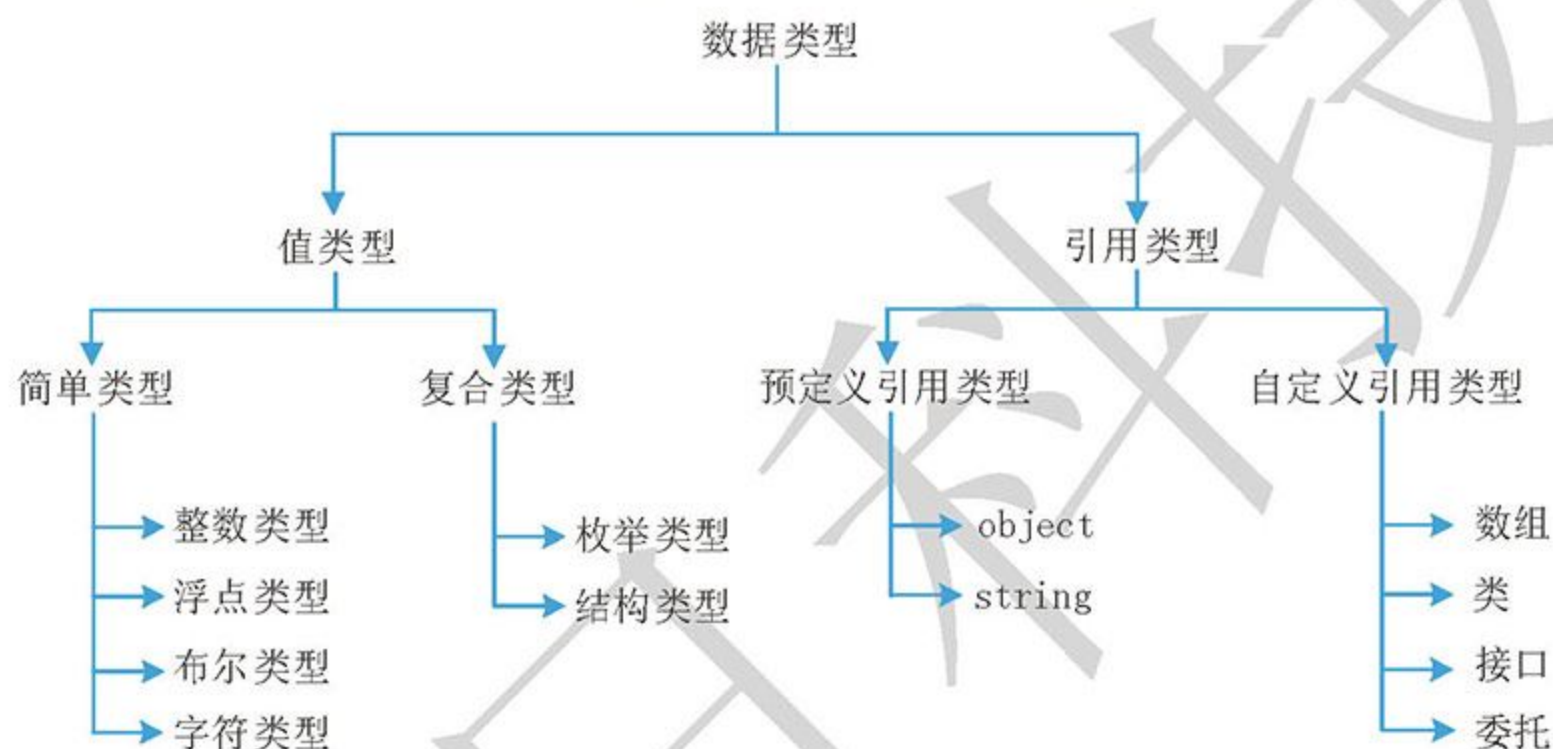 数据类型
值类型
引用类型
简单类型
复合类型
预定义引用类型
自定义引用类型
整数类型
浮点类型
布尔类型
字符类型
枚举类型
结构类型
object
string
数组
类
接口
委托